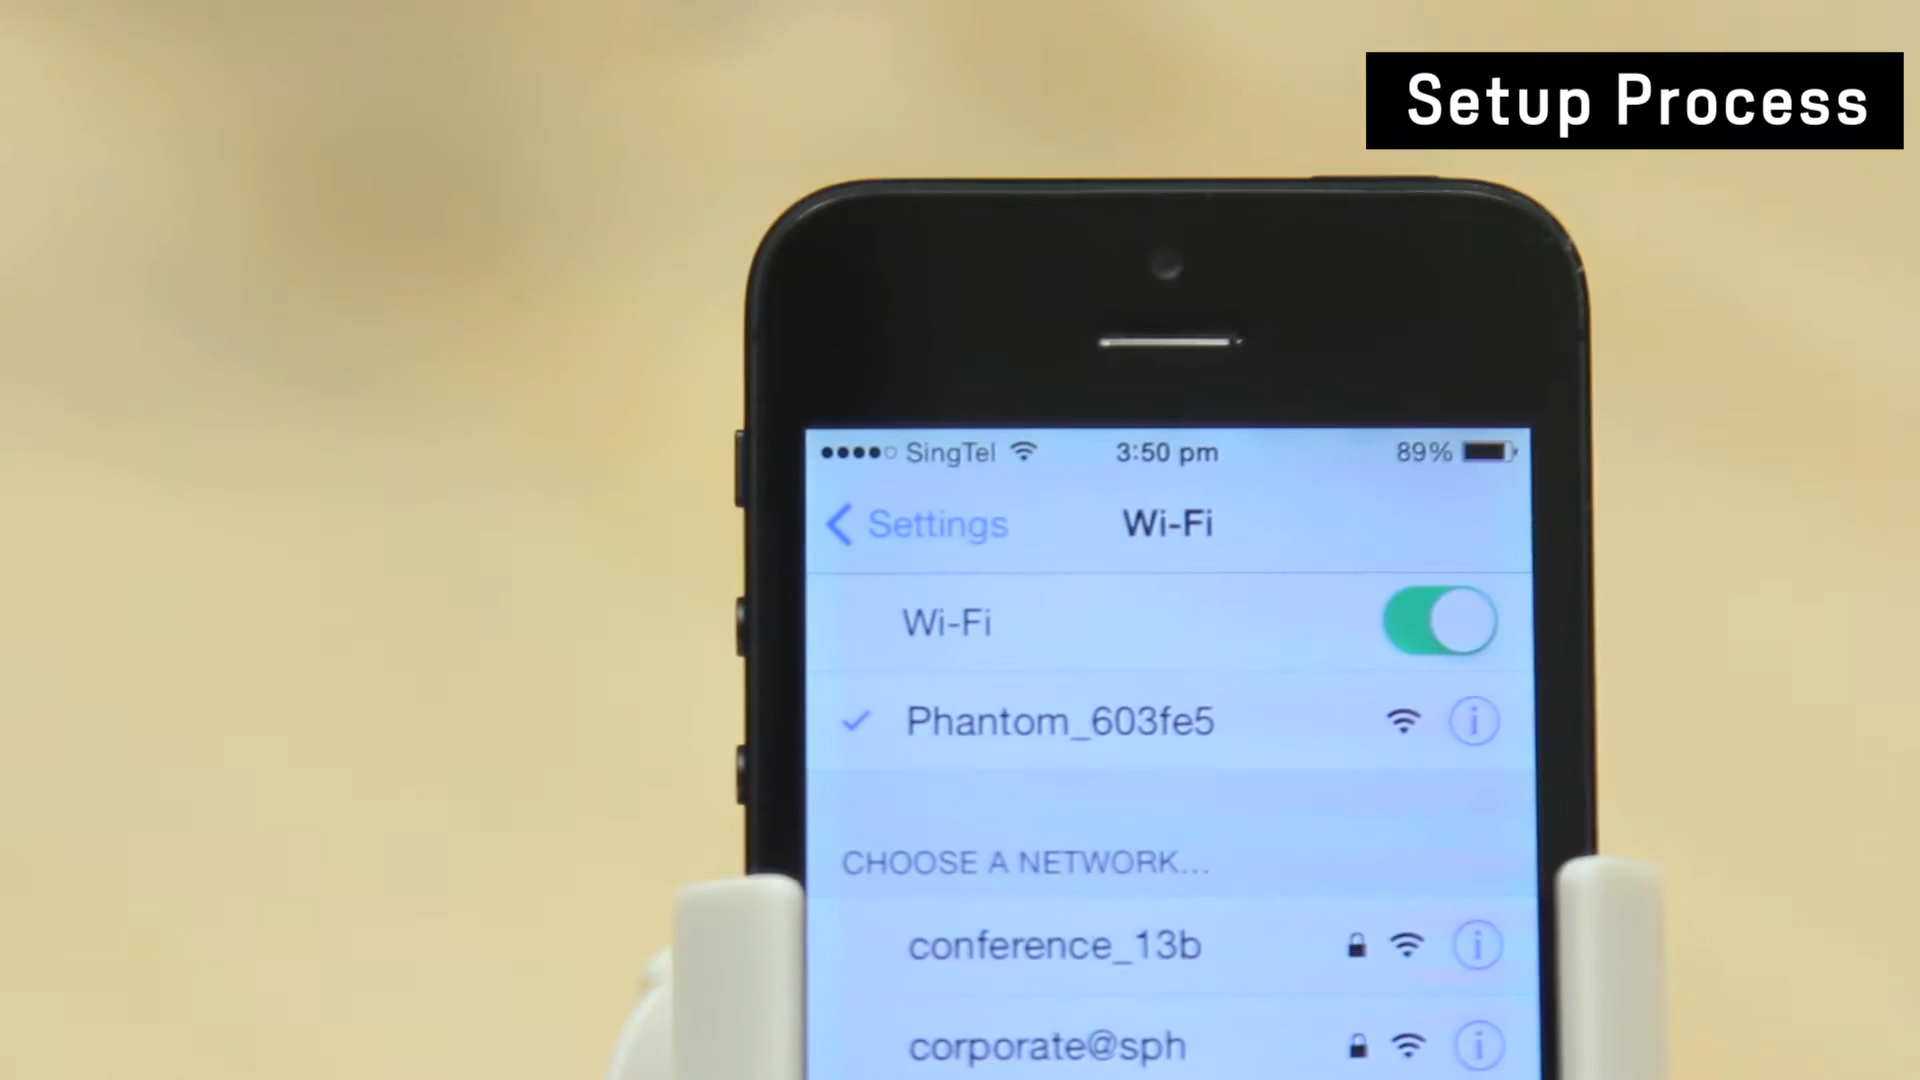 Setup Process
SingTel 3:50 pm 89%
Settings Wi-Fi
Wi-Fi
Phantom_603fe5
CHOOSE A NETWORK...
conference_13b
corporate@sph